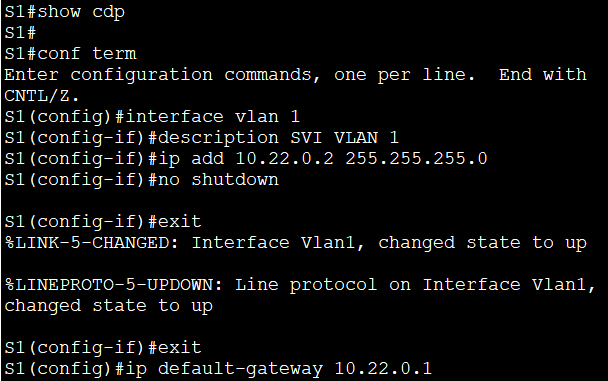 S1#show cdp
S1#
S1#conf term
Enter configuration commands, one per line.  End with
CNTL/Z.
S1(config)#interface vlan 1
S1(config-if)#description SVI VLAN 1
S1(config-if)#ip add 10.22.0.2 255.255.255.0
S1(config-if)#no shutdown
S1(config-if)#exit
%LINK-5-CHANGED: Interface Vlan1, changed state to up
%LINEPROTO-5-UPDOWN: Line protocol on Interface Vlan1,
changed state to up
S1(config-if)#exit
S1(config)#ip default-gateway 10.22.0.1